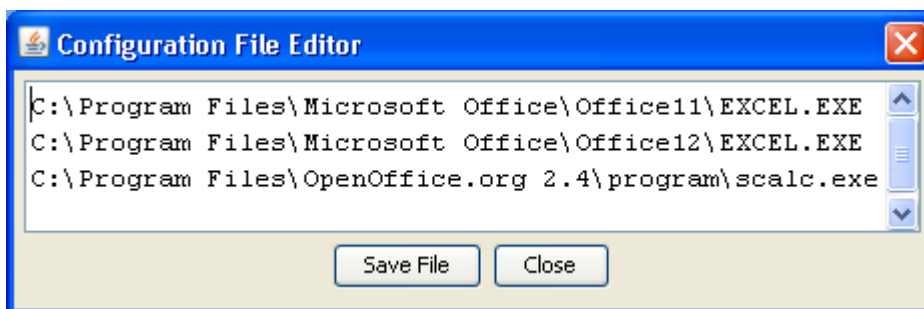 Configuration File Editor
C:\Program Files\Microsoft Office\Office11\EXCEL.EXE
C:\Program Files\Microsoft Office\Office12\EXCEL.EXE
C:\Program Files\OpenOffice.org 2.4\program\scalc.exe
Save File Close